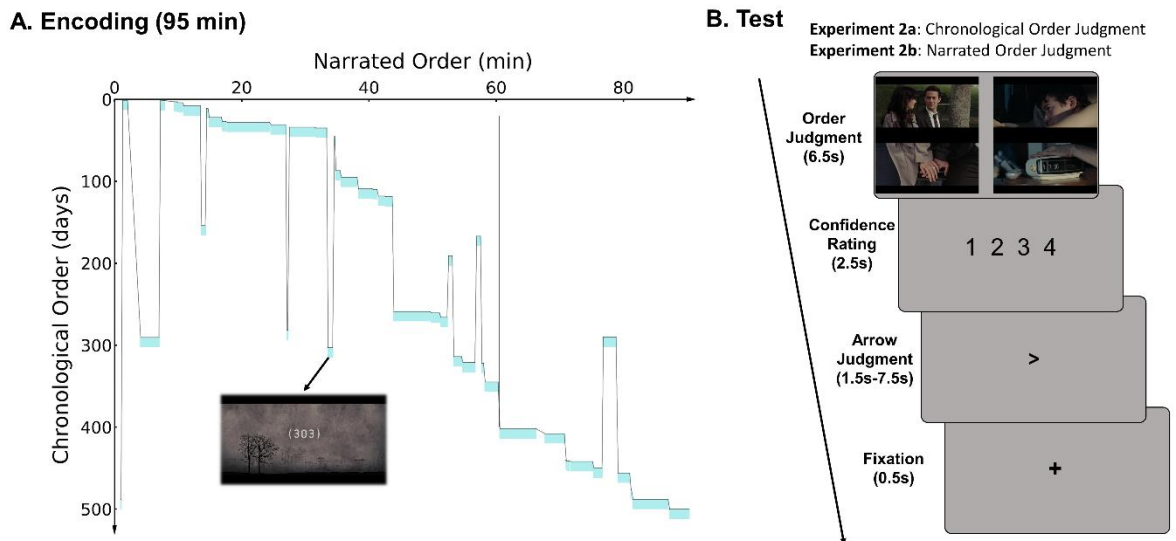 A. Encoding (95 min)
Narrated Order (min)
0 20 40 60 80
Chronological Order (days)
0
100
200
300
400
500
(303)
B. Test
Experiment 2a: Chronological Order Judgment
Experiment 2b: Narrated Order Judgment
Order
Judgment
(6.5s)
Confidence
Rating
(2.5s)
1 2 3 4
Arrow
Judgment
(1.5s-7.5s)
>
Fixation
(0.5s)
+